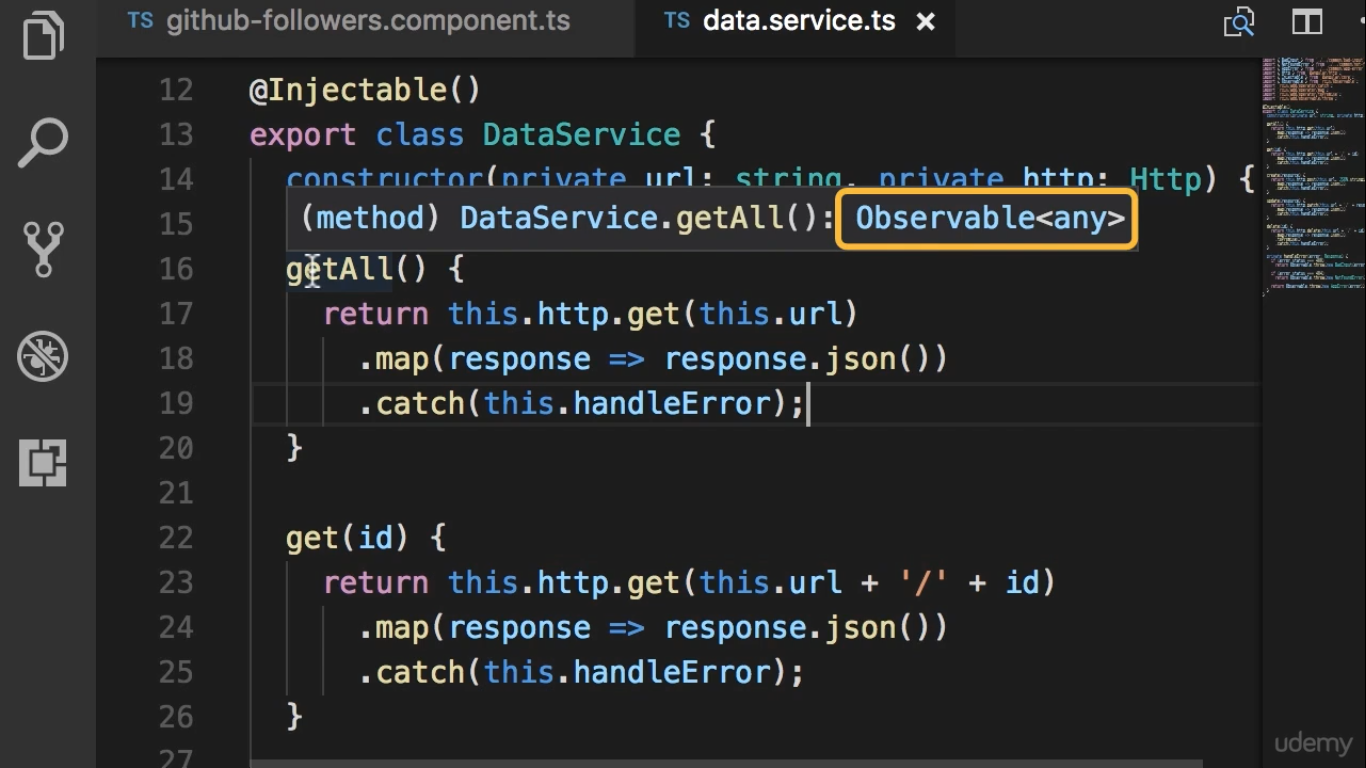 TS github-followers.component.ts TS data.service.ts ×
12 @Injectable()
13 export class DataService {
14 constructor(private url: string, private http: Http) {
15 (method) DataService.getAll(): Observable<any>
16 getAll() {
17 return this.http.get(this.url)
18 .map(response => response.json())
19 .catch(this.handleError);
20 }
21
22 get(id) {
23 return this.http.get(this.url + '/' + id)
24 .map(response => response.json())
25 .catch(this.handleError);
26 }
27
udemy